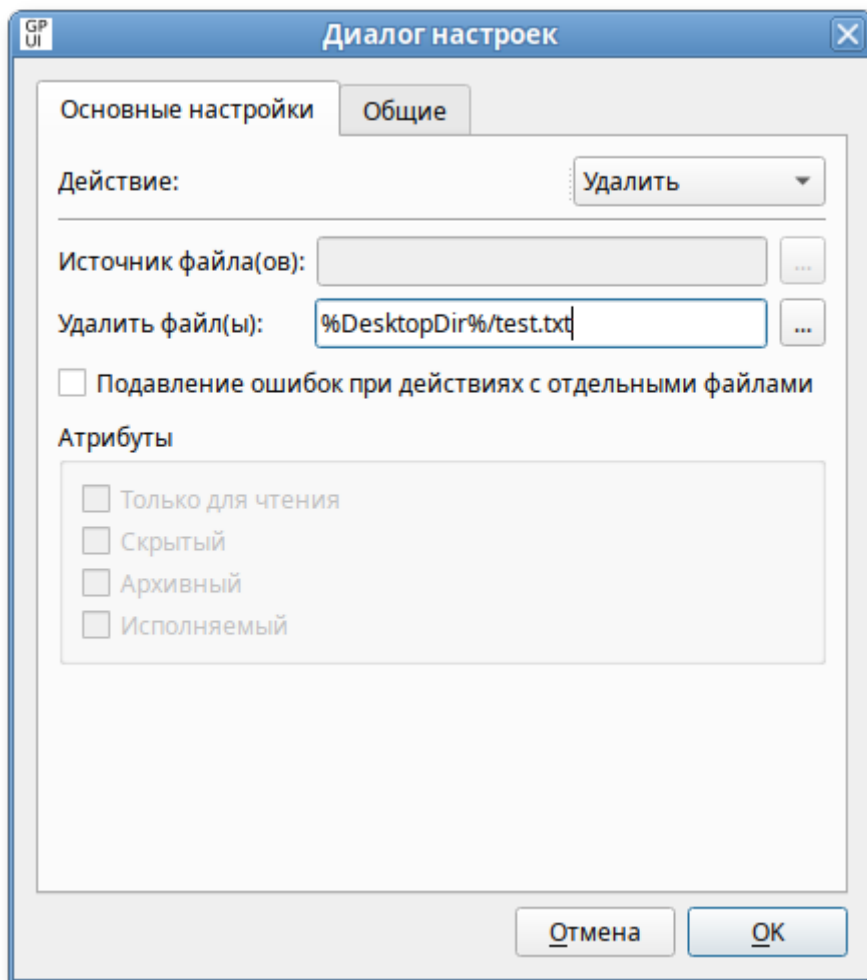 GP
UI
Диалог настроек
Основные настройки Общие
Действие: Удалить
Источник файла(ов): ...
Удалить файл(ы): %DesktopDir%/test.txt ...
Подавление ошибок при действиях с отдельными файлами
Атрибуты
Только для чтения
Скрытый
Архивный
Исполняемый
Отмена OK